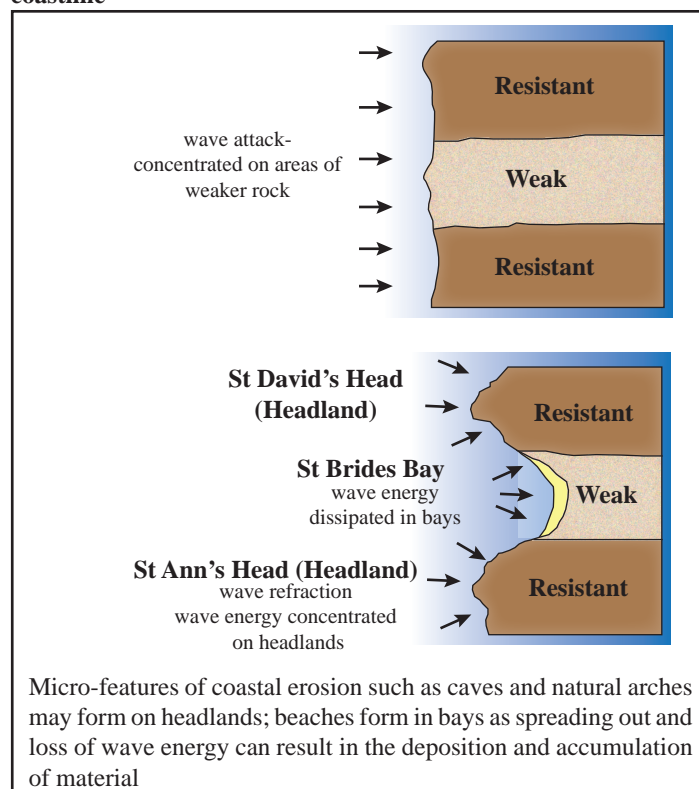 coastline
Resistant
wave attack-
concentrated on areas of
weaker rock
Weak
Resistant
St David's Head
(Headland)
Resistant
St Brides Bay
wave energy
dissipated in bays
Weak
St Ann's Head (Headland)
wave refraction
wave energy concentrated
on headlands
Resistant
Micro-features of coastal erosion such as caves and natural arches
may form on headlands; beaches form in bays as spreading out and
loss of wave energy can result in the deposition and accumulation
of material